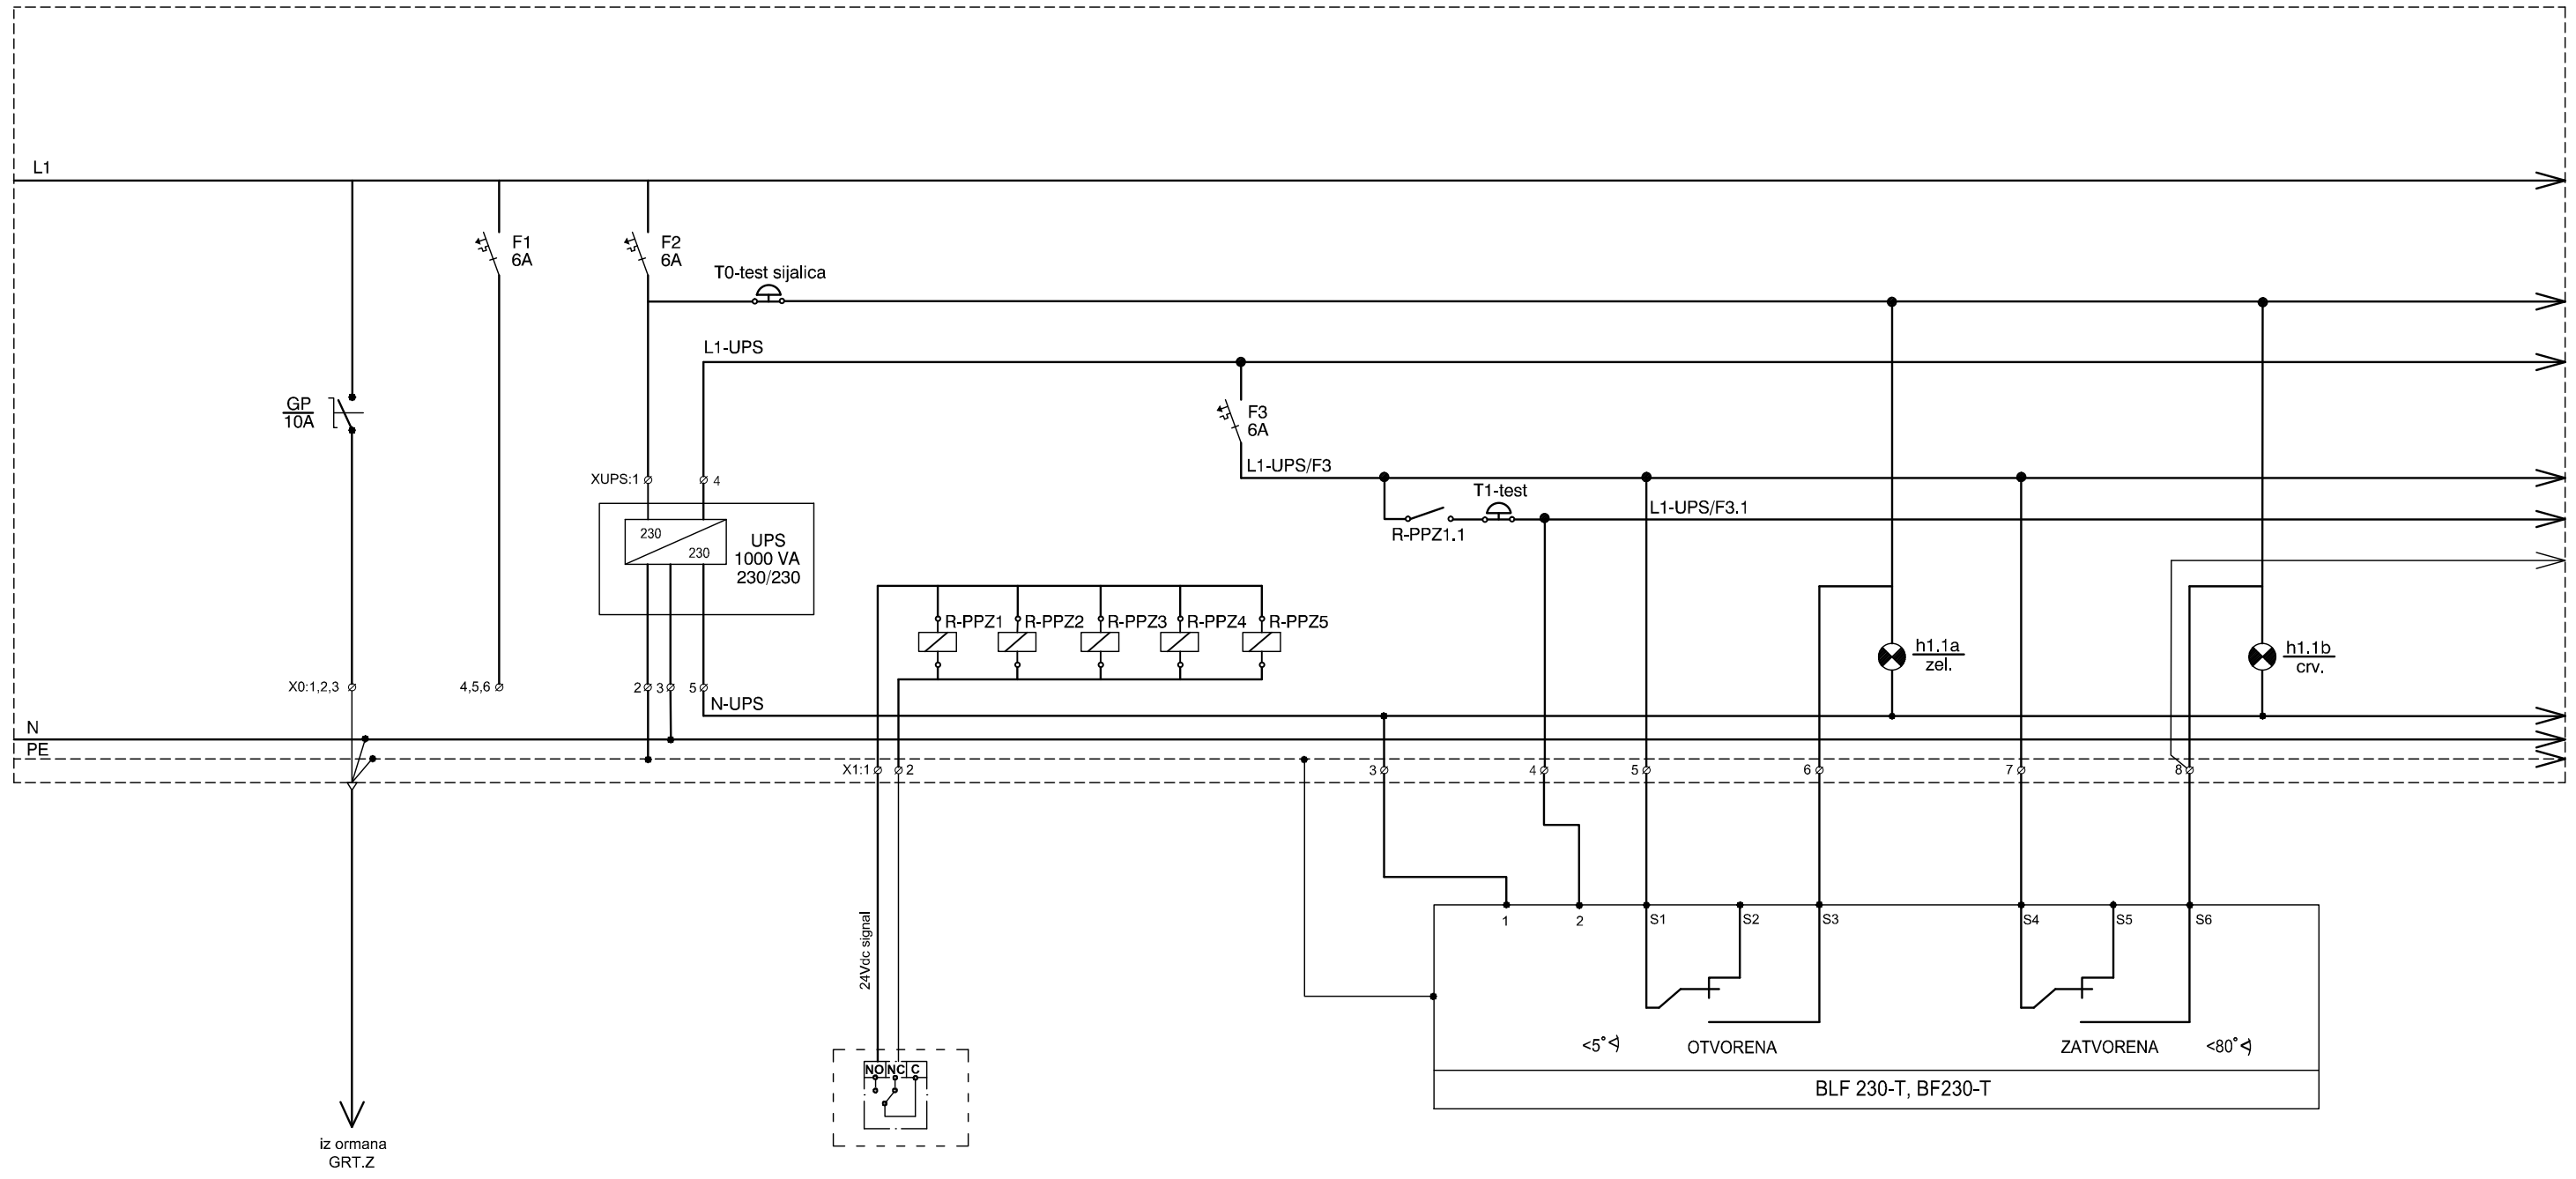 L1
F1
6A
F2
6A
T0-test sijalica
L1-UPS
GP
10A
F3
6A
L1-UPS/F3
XUPS:1
4
T1-test
L1-UPS/F3.1
R-PPZ1.1
230
230
UPS
1000 VA
230/230
R-PPZ1
R-PPZ2
R-PPZ3
R-PPZ4
R-PPZ5
h1.1a
zel.
h1.1b
crv.
X0:1,2,3
4,5,6
2
3
5
N-UPS
N
PE
X1:1
2
3
4
5
6
7
8
24Vdc signal
1
2
S1
S2
S3
S4
S5
S6
<5°
OTVORENA
ZATVORENA
<80°
NO
NC
C
BLF 230-T, BF230-T
iz ormana
GRT.Z